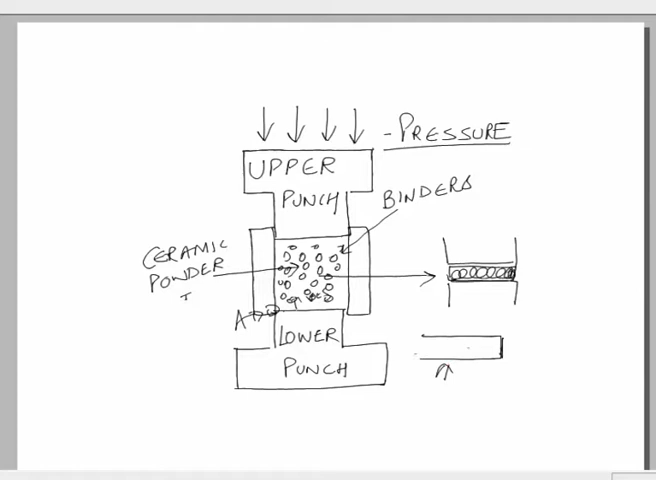 - PRESSURE
UPPER
PUNCH
BINDERS
CERAMIC
POWDER
A
LOWER
PUNCH